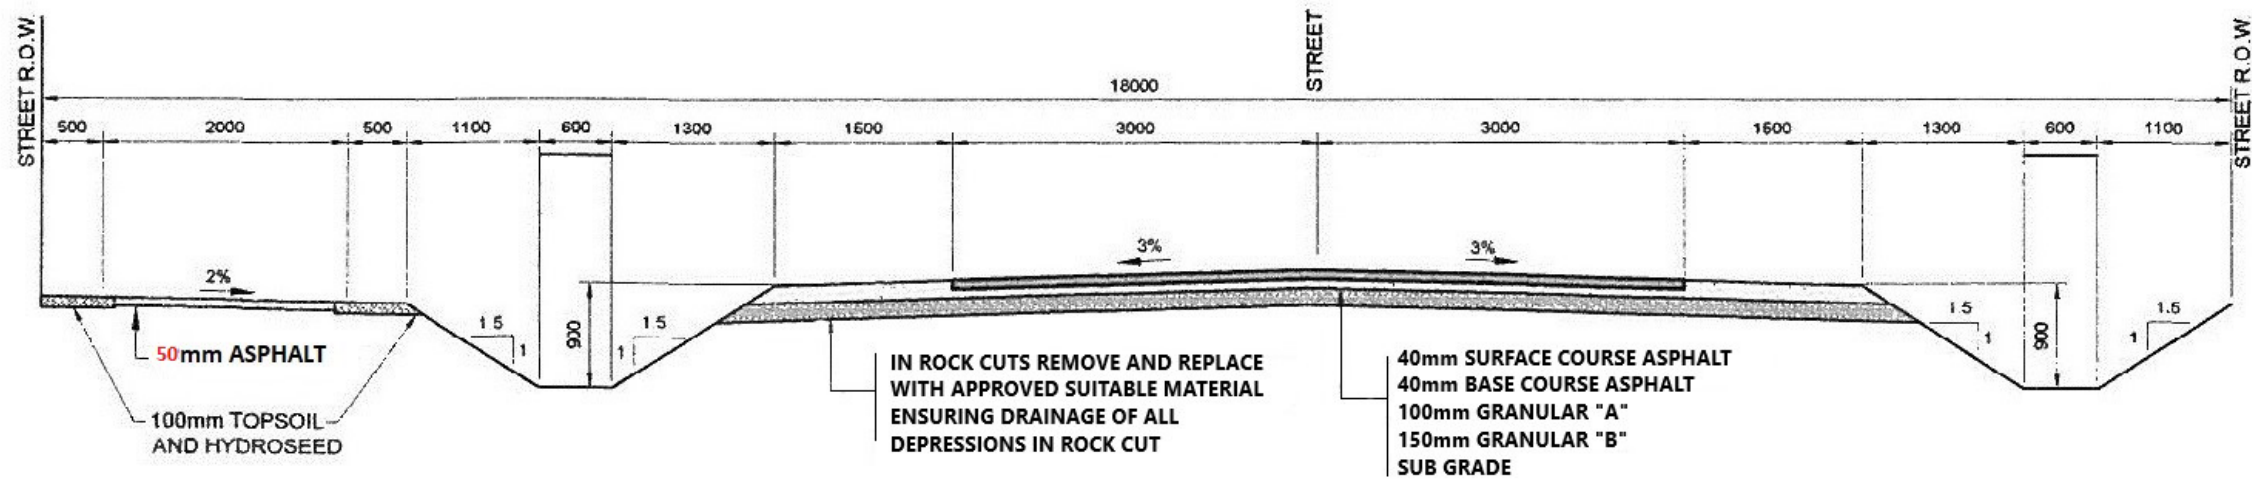 STREET R.O.W.
STREET
STREET R.O.W.
18000
500
2000
500
1100
600
1300
1500
3000
3000
1500
1300
600
1100
3%
3%
2%
1.5
1
900
1.5
1
1.5
1
900
1.5
1
50mm ASPHALT
100mm TOPSOIL
AND HYDROSEED
IN ROCK CUTS REMOVE AND REPLACE
WITH APPROVED SUITABLE MATERIAL
ENSURING DRAINAGE OF ALL
DEPRESSIONS IN ROCK CUT
40mm SURFACE COURSE ASPHALT
40mm BASE COURSE ASPHALT
100mm GRANULAR "A"
150mm GRANULAR "B"
SUB GRADE